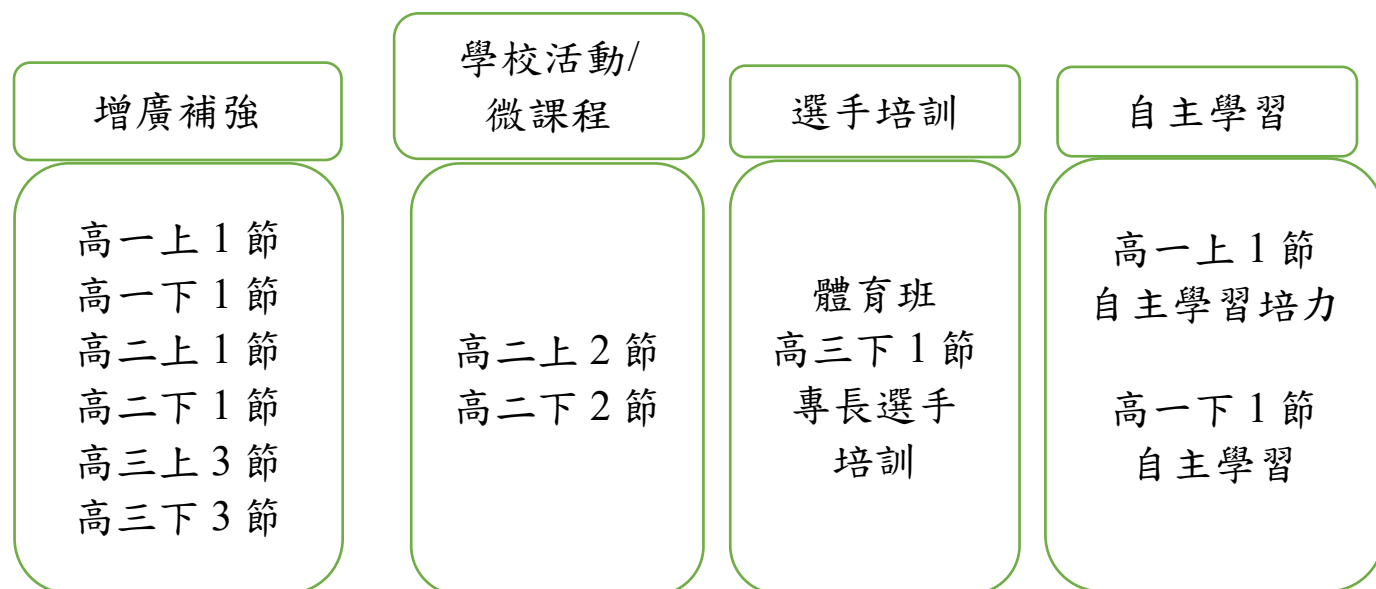 增廣補強
高一上 1 節
高一下 1 節
高二上 1 節
高二下 1 節
高三上 3 節
高三下 3 節
學校活動/
微課程
高二上 2 節
高二下 2 節
選手培訓
體育班
高三下 1 節
專長選手
培訓
自主學習
高一上 1 節
自主學習培力
高一下 1 節
自主學習